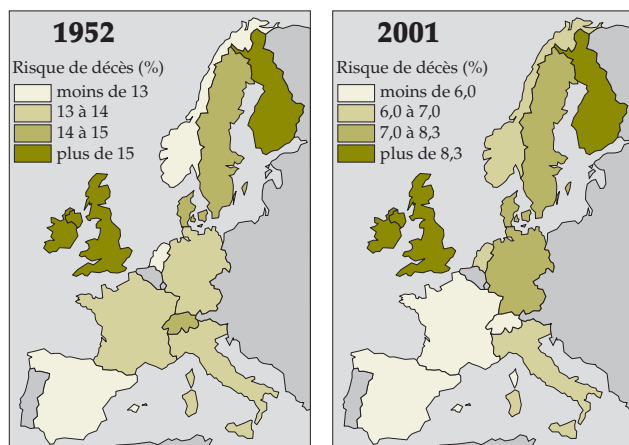 1952
Risque de décès (%)
moins de 13
13 à 14
14 à 15
plus de 15
2001
Risque de décès (%)
moins de 6,0
6,0 à 7,0
7,0 à 8,3
plus de 8,3